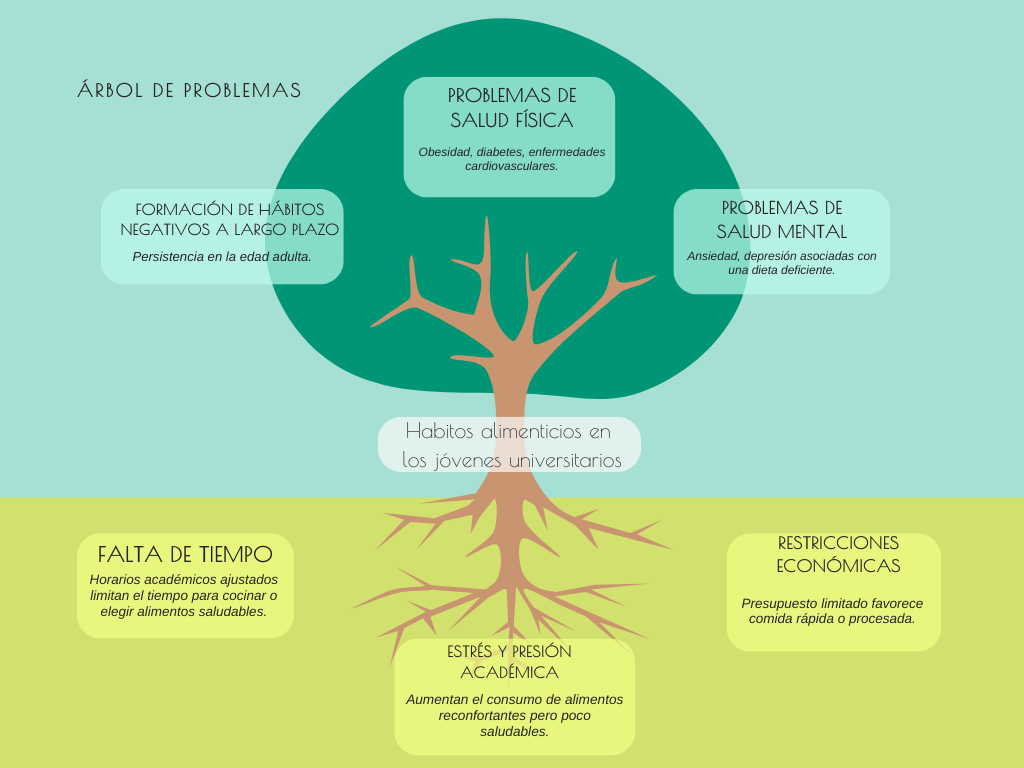 ÁRBOL DE PROBLEMAS
PROBLEMAS DE
SALUD FÍSICA
Obesidad, diabetes, enfermedades
cardiovasculares.
FORMACIÓN DE HÁBITOS
NEGATIVOS A LARGO PLAZO
Persistencia en la edad adulta.
PROBLEMAS DE
SALUD MENTAL
Ansiedad, depresión asociadas con
una dieta deficiente.
Habitos alimenticios en
los jóvenes universitarios
FALTA DE TIEMPO
Horarios académicos ajustados
limitan el tiempo para cocinar o
elegir alimentos saludables.
RESTRICCIONES
ECONÓMICAS
Presupuesto limitado favorece
comida rápida o procesada.
ESTRÉS Y PRESIÓN
ACADÉMICA
Aumentan el consumo de alimentos
reconfortantes pero poco
saludables.